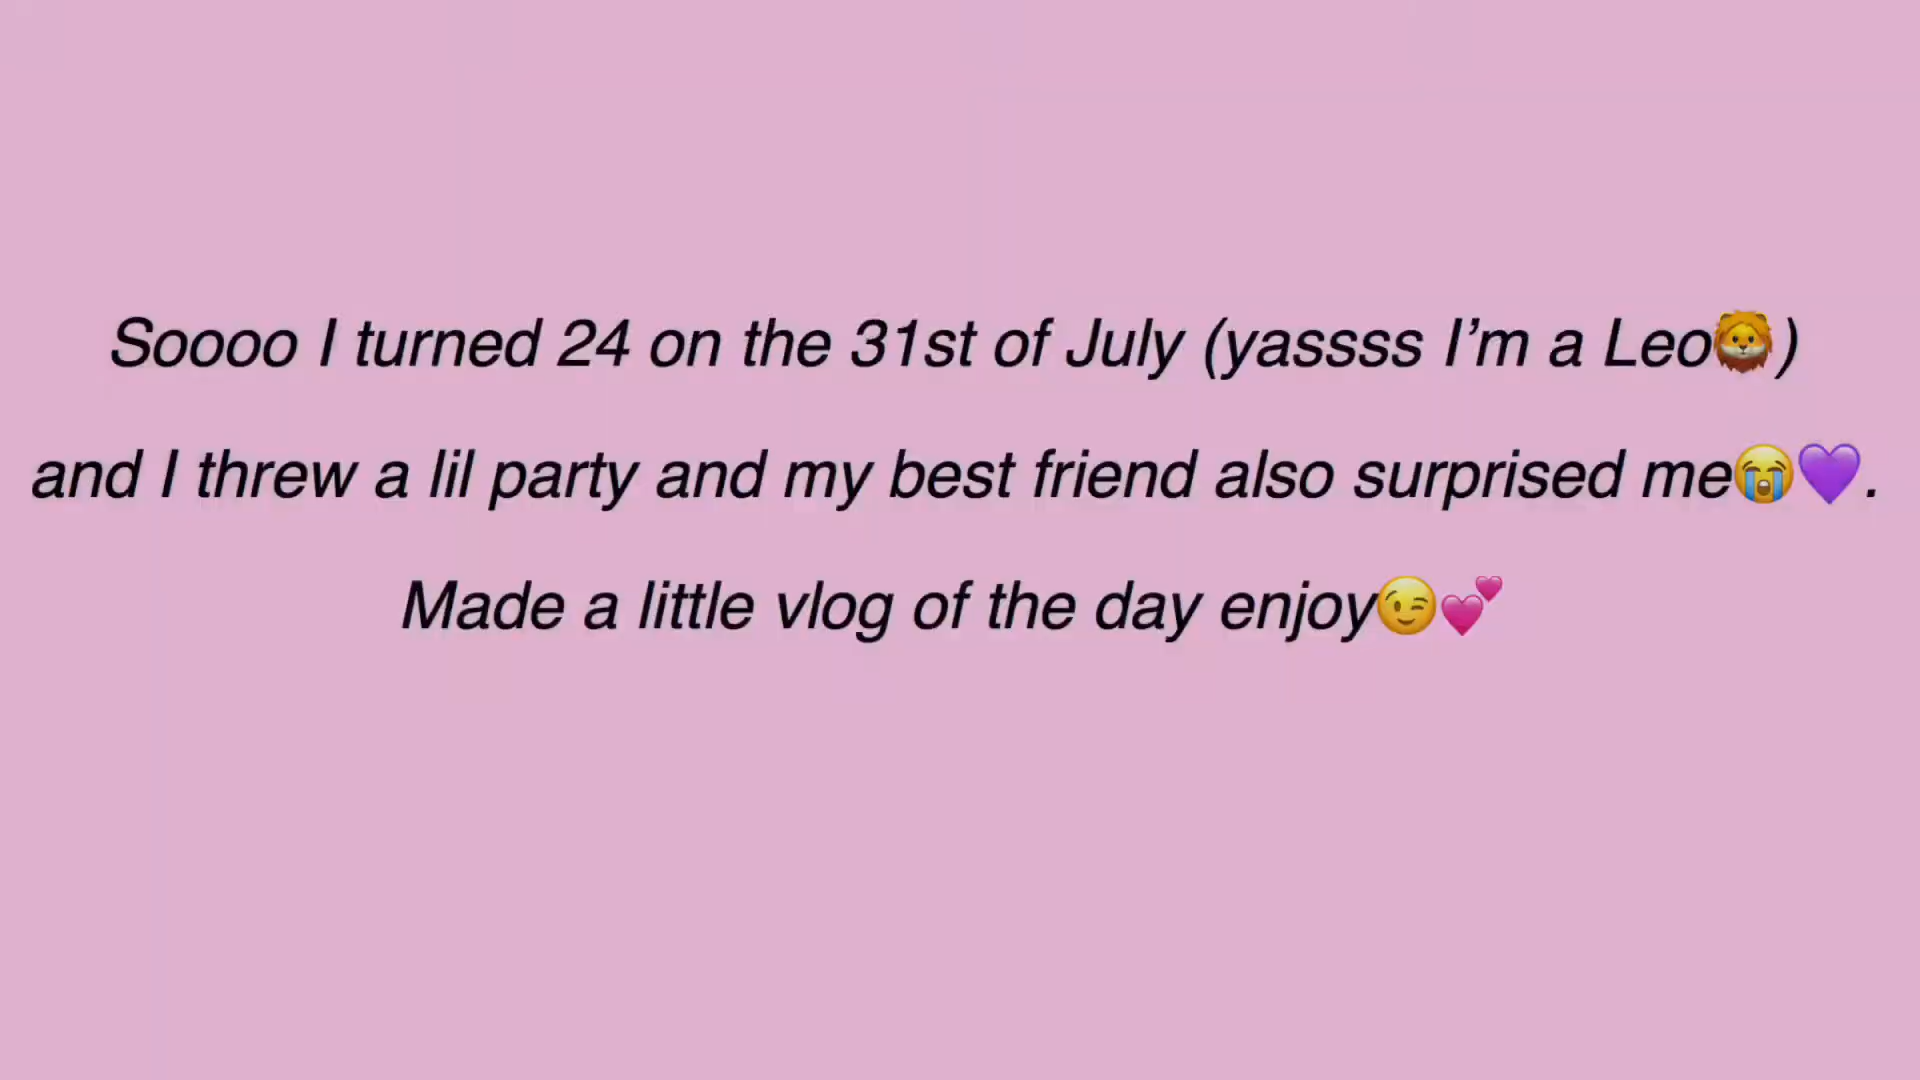 Soooo I turned 24 on the 31st of July (yassss I’m a Leo🦁)
and I threw a lil party and my best friend also surprised me😭💜.
Made a little vlog of the day enjoy😉💕